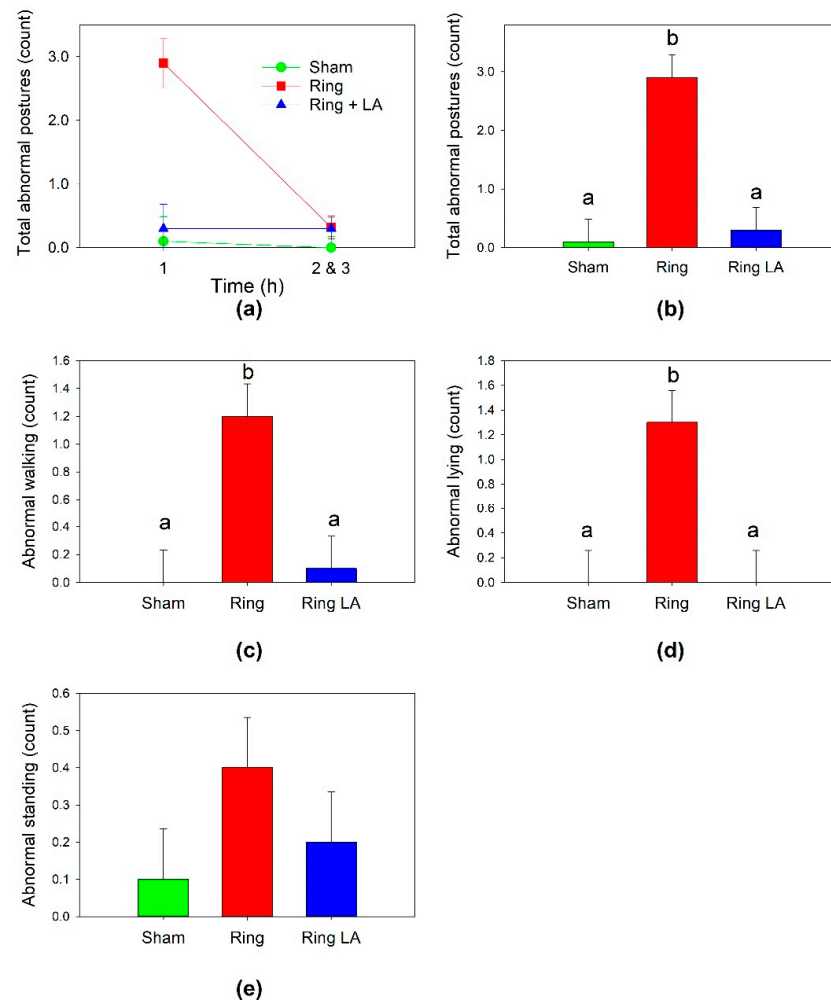 Total abnormal postures (count)
3.0
2.0
1.0
0.0
Sham
Ring
Ring + LA
1
2 & 3
Time (h)
(a)
Total abnormal postures (count)
3.0
2.0
1.0
0.0
a
b
a
Sham
Ring
Ring LA
(b)
Abnormal walking (count)
1.6
1.4
1.2
1.0
0.8
0.6
0.4
0.2
0.0
a
b
a
Sham
Ring
Ring LA
(c)
Abnormal lying (count)
1.8
1.6
1.4
1.2
1.0
0.8
0.6
0.4
0.2
0.0
a
b
a
Sham
Ring
Ring LA
(d)
Abnormal standing (count)
0.6
0.5
0.4
0.3
0.2
0.1
0.0
Sham
Ring
Ring LA
(e)